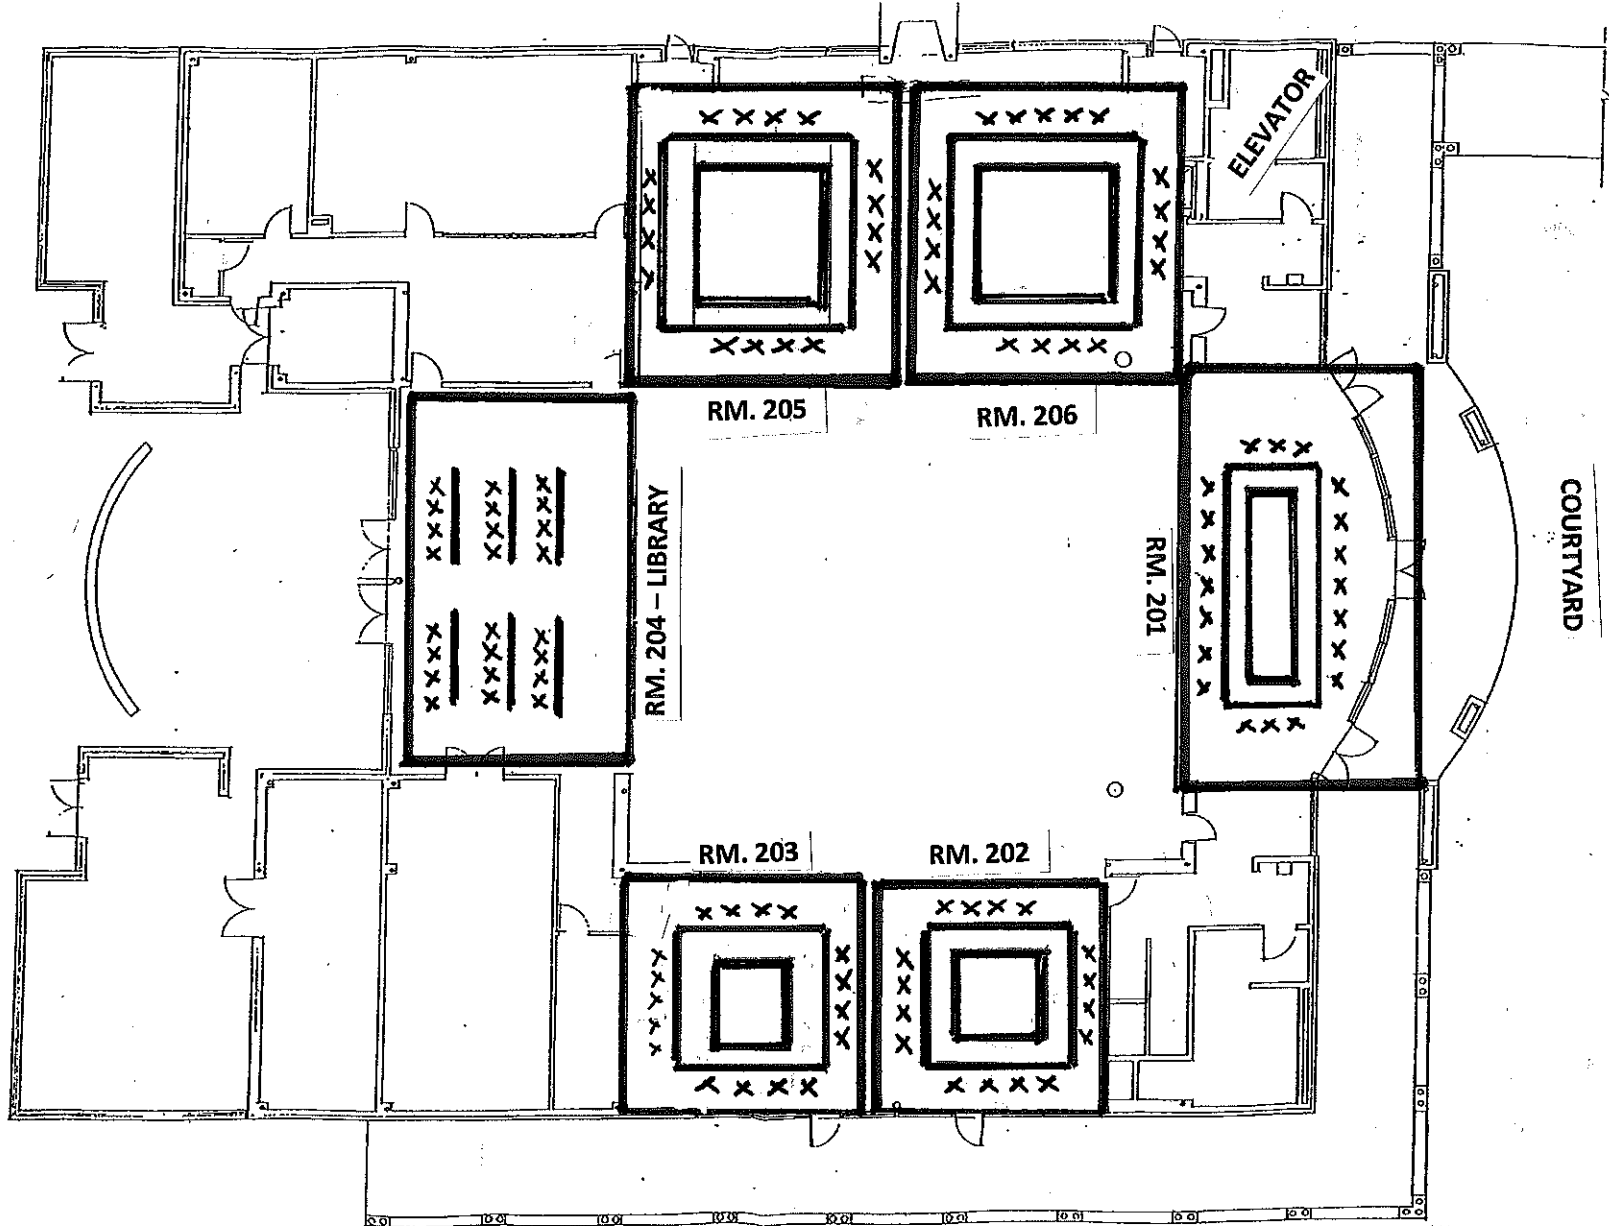 ELEVATOR
RM. 205
RM. 206
RM. 204 – LIBRARY
RM. 201
COURTYARD
RM. 203
RM. 202